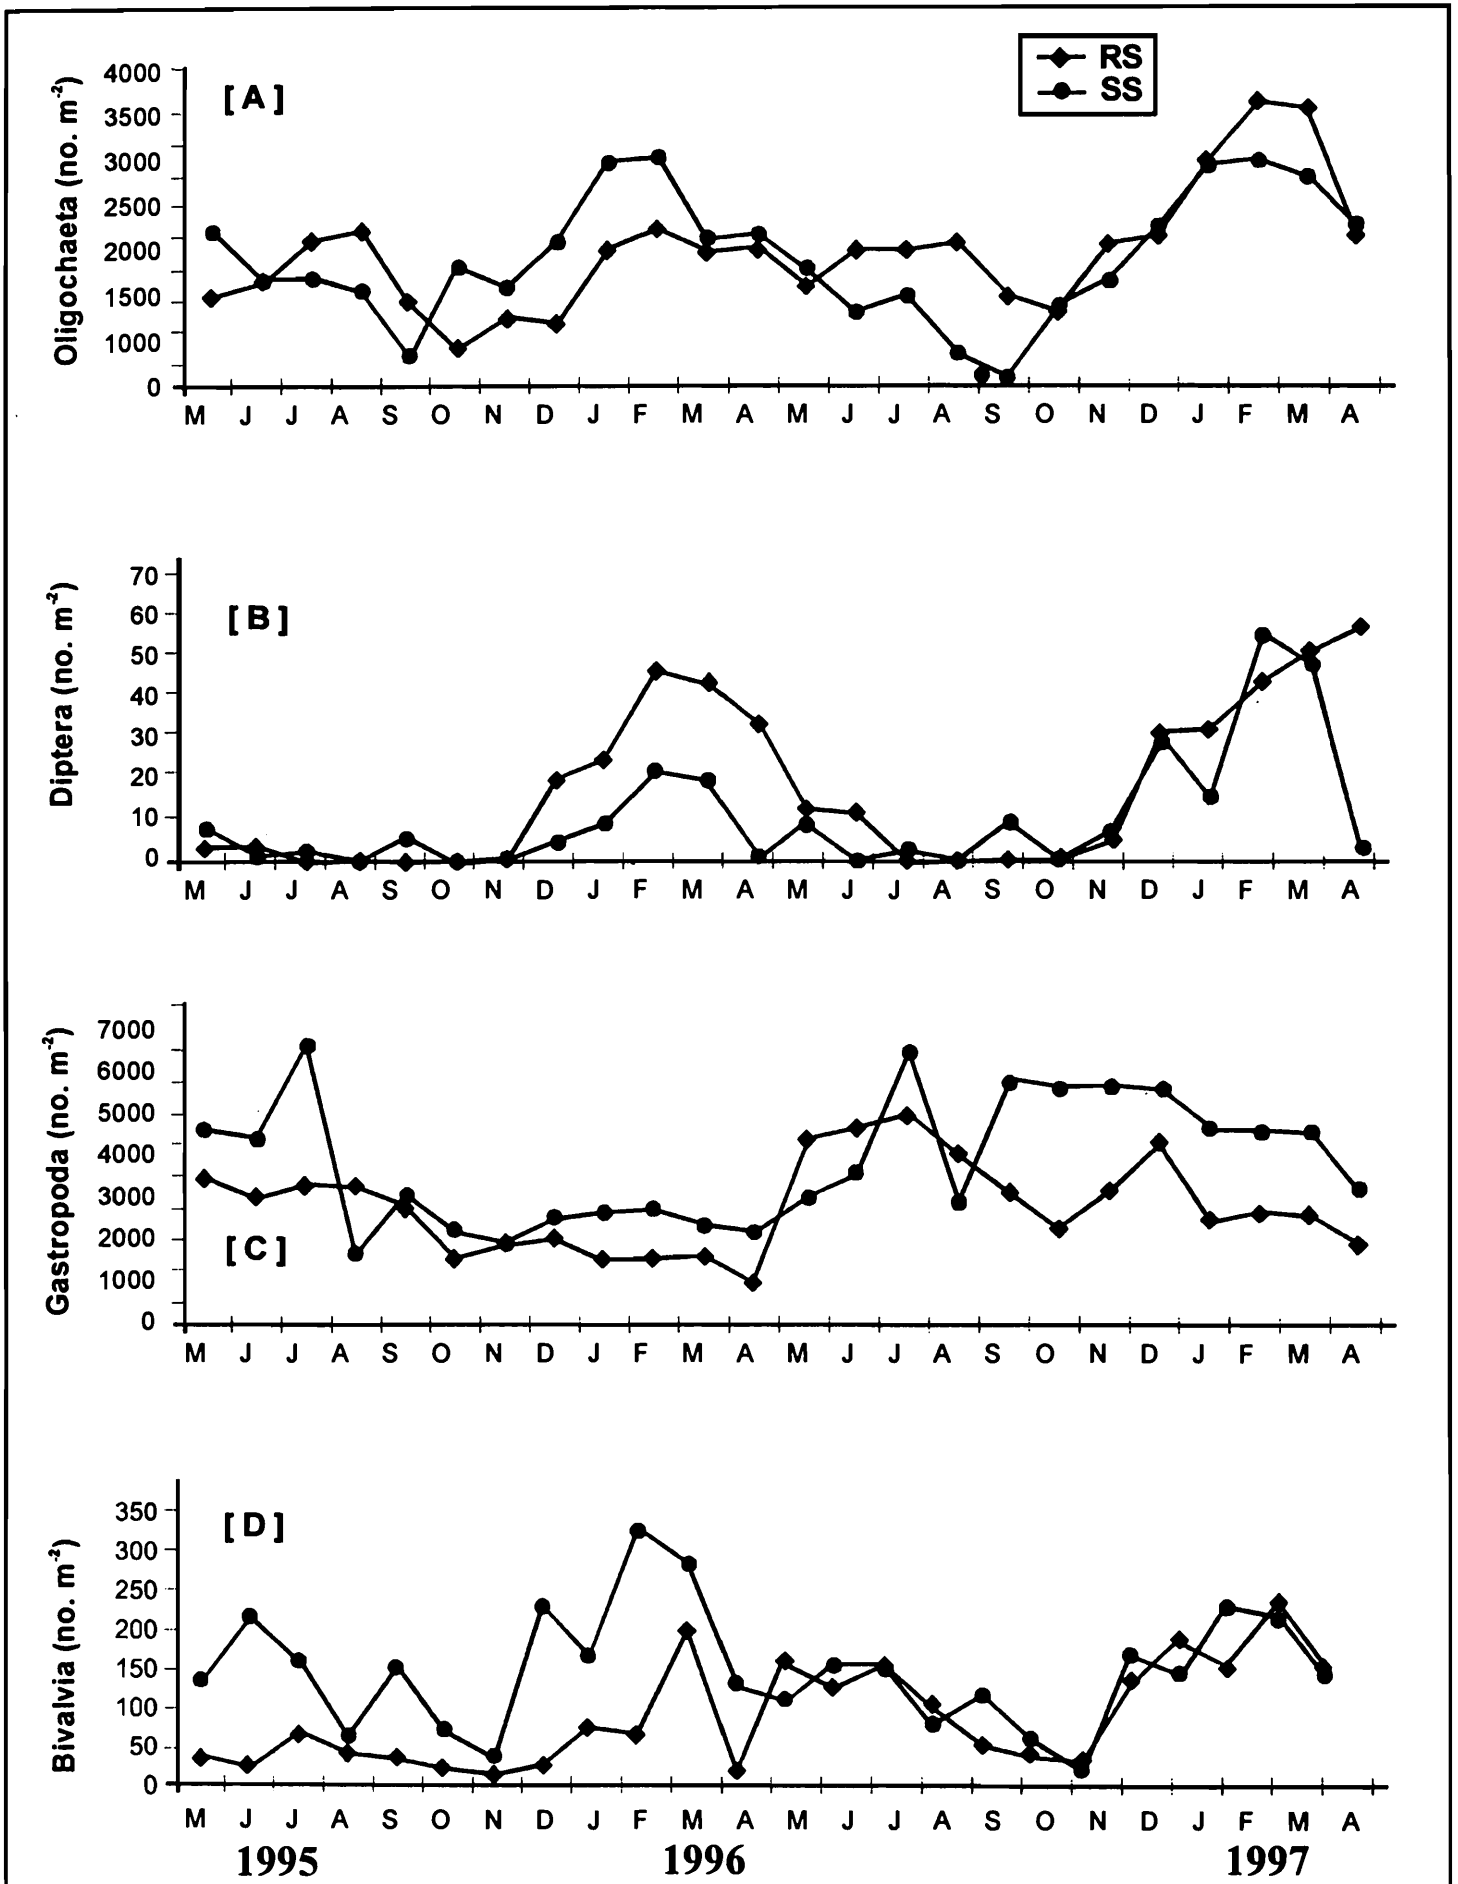 RS
SS
[ A ]
Oligochaeta (no. m⁻²)
4000
3500
3000
2500
2000
1500
1000
0
M J J A S O N D J F M A M J J A S O N D J F M A
[ B ]
Diptera (no. m⁻²)
70
60
50
40
30
20
10
0
M J J A S O N D J F M A M J J A S O N D J F M A
[ C ]
Gastropoda (no. m⁻²)
7000
6000
5000
4000
3000
2000
1000
0
M J J A S O N D J F M A M J J A S O N D J F M A
[ D ]
Bivalvia (no. m⁻²)
350
300
250
200
150
100
50
0
M J J A S O N D J F M A M J J A S O N D J F M A
1995 1996 1997